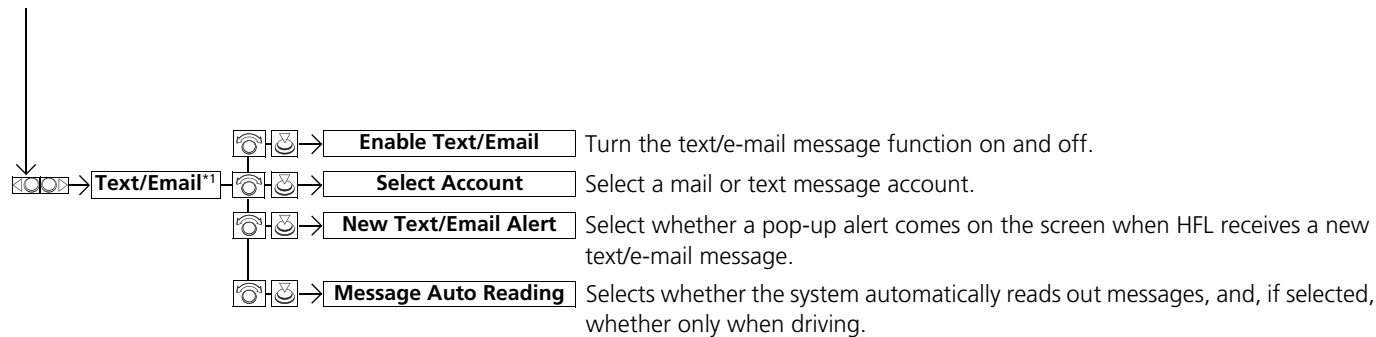 Enable Text/Email Turn the text/e-mail message function on and off.
Text/Email*1 Select Account Select a mail or text message account.
New Text/Email Alert Select whether a pop-up alert comes on the screen when HFL receives a new
text/e-mail message.
Message Auto Reading Selects whether the system automatically reads out messages, and, if selected,
whether only when driving.